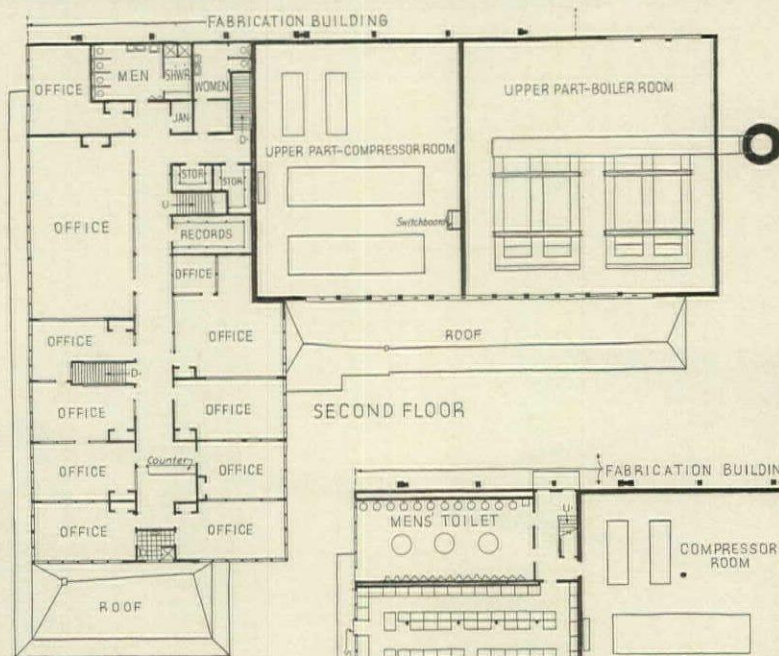 FABRICATION BUILDING
OFFICE
MEN
SHWR
WOMEN
JAN
D
UPPER PART-COMPRESSOR ROOM
UPPER PART-BOILER ROOM
STOR
STOR
U
OFFICE
RECORDS
Switchboard
OFFICE
OFFICE
OFFICE
ROOF
D
OFFICE
OFFICE
SECOND FLOOR
Counter
OFFICE
OFFICE
OFFICE
OFFICE
ROOF
FABRICATION BUILDIN
MENS' TOILET
U
COMPRESSOR
ROOM
S